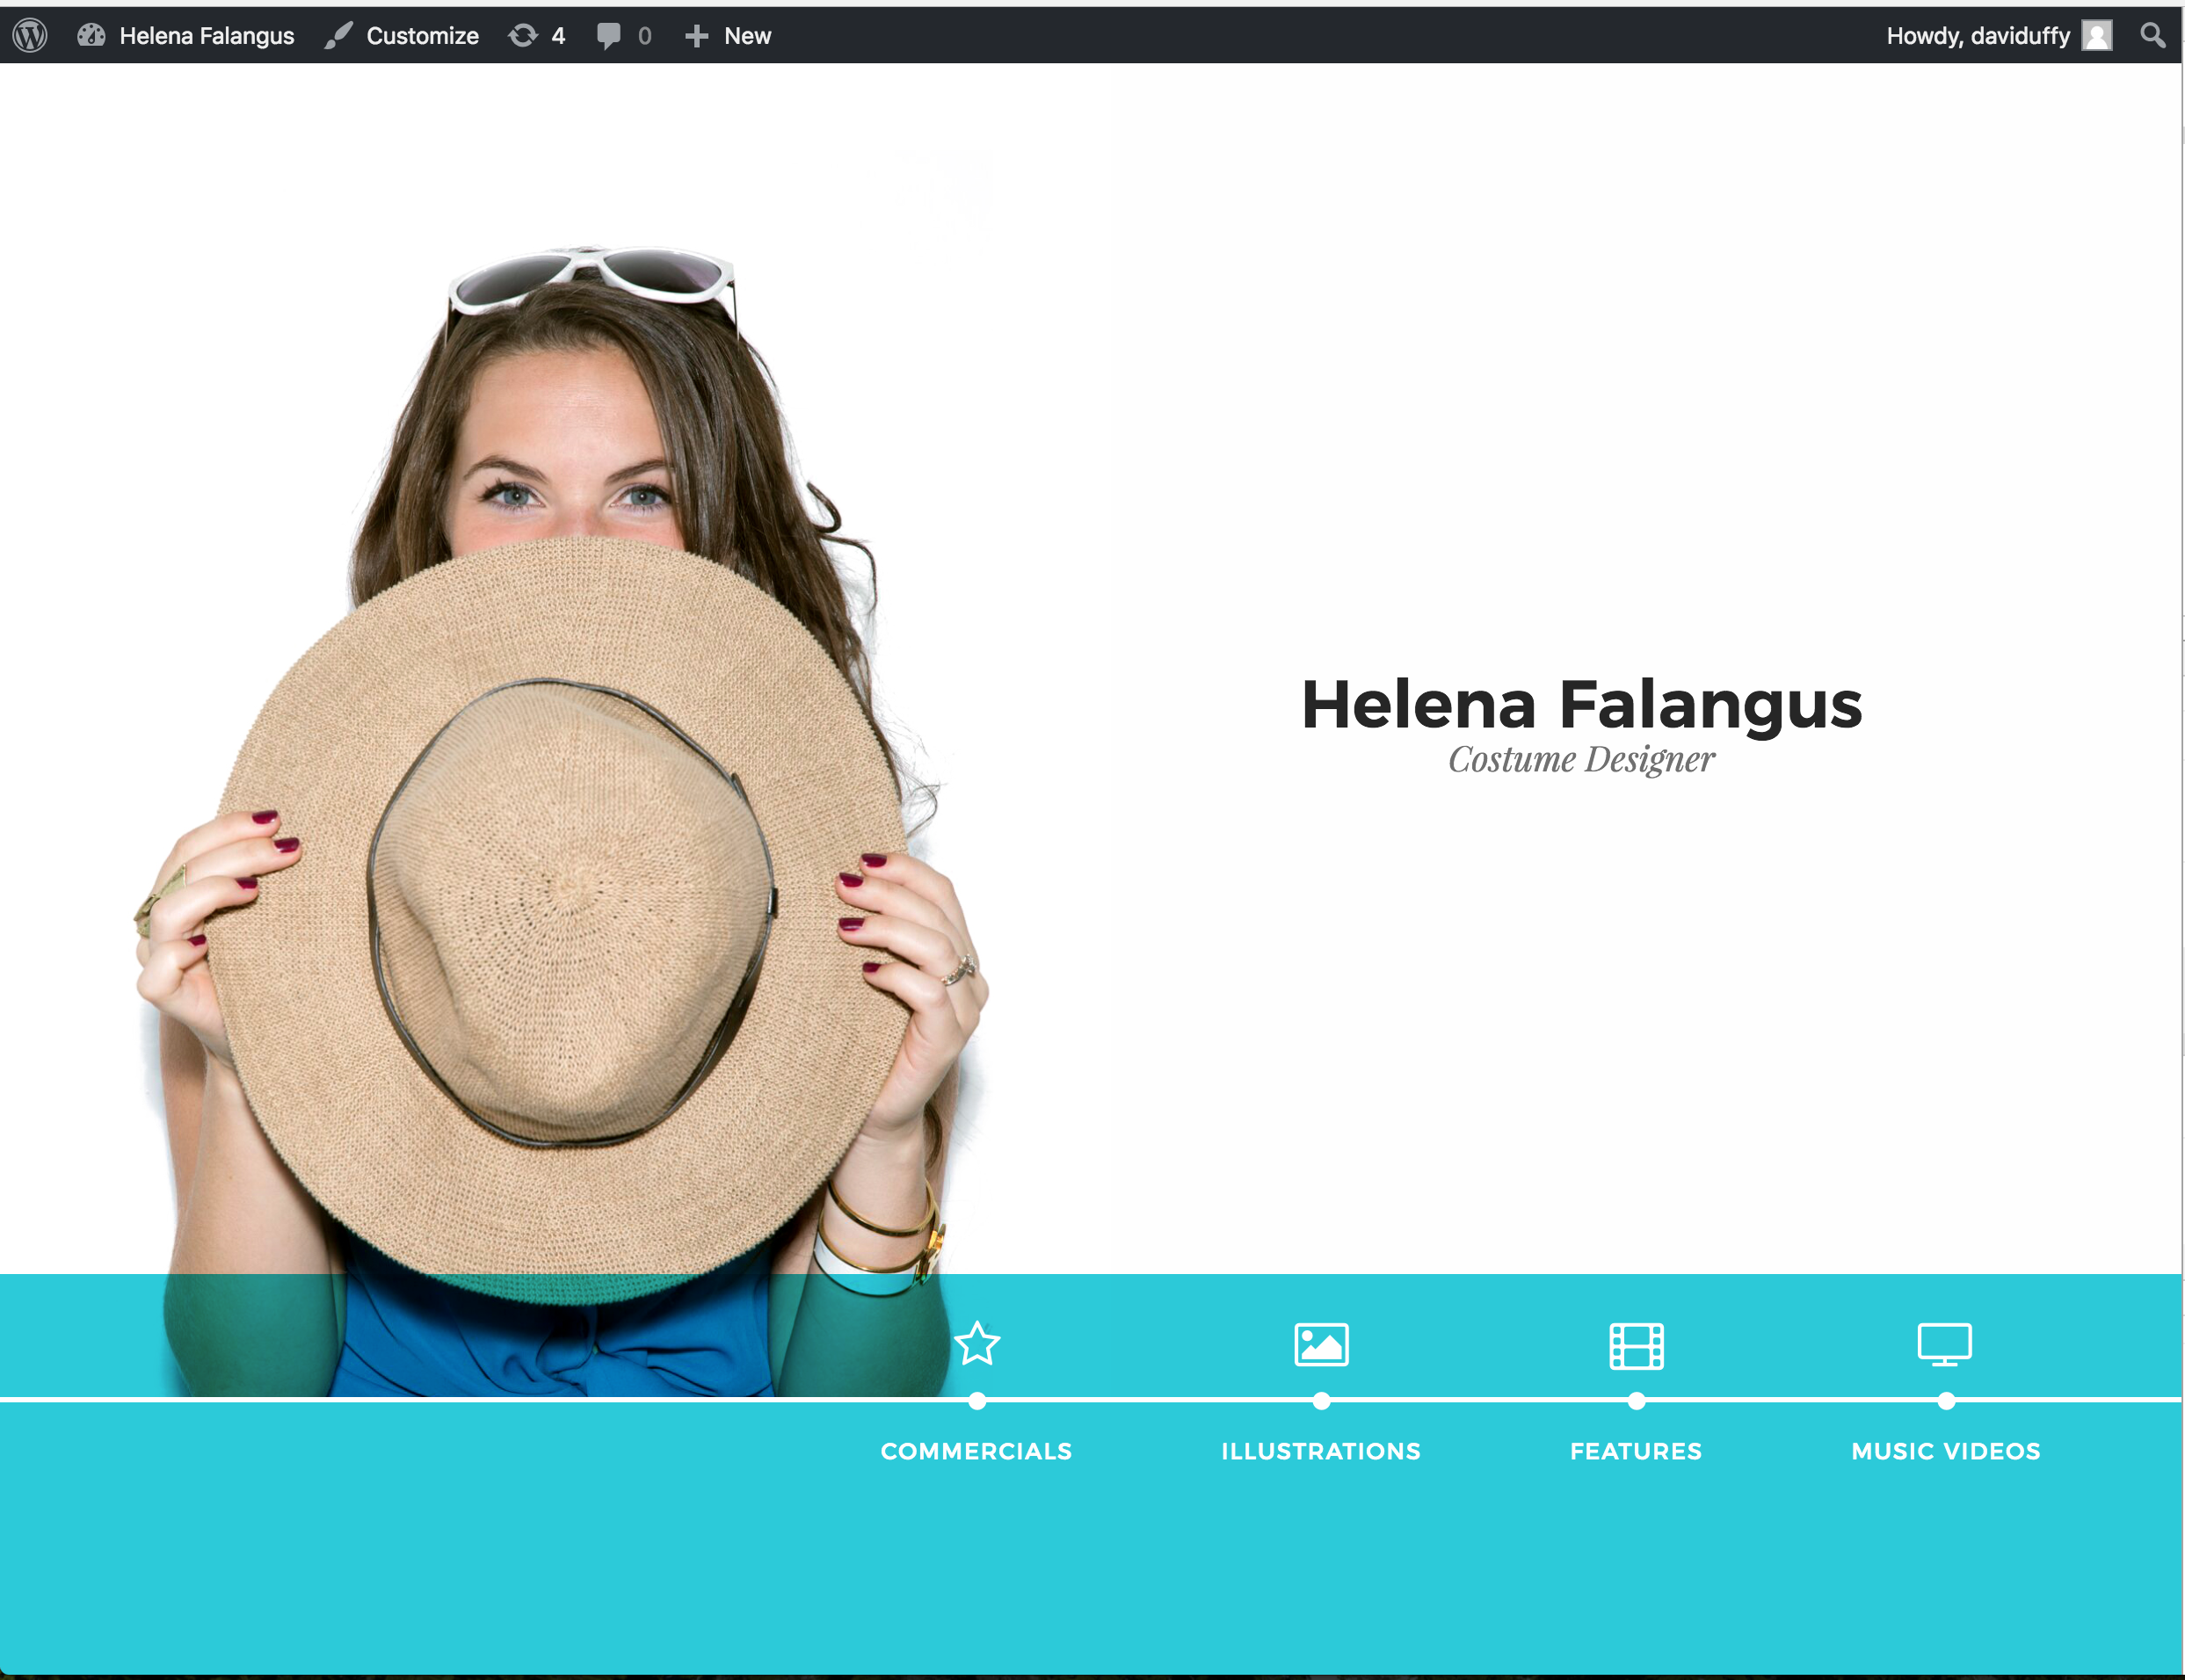 Helena Falangus Customize 4 0 New Howdy, daviduffy
Helena Falangus
Costume Designer
COMMERCIALS ILLUSTRATIONS FEATURES MUSIC VIDEOS